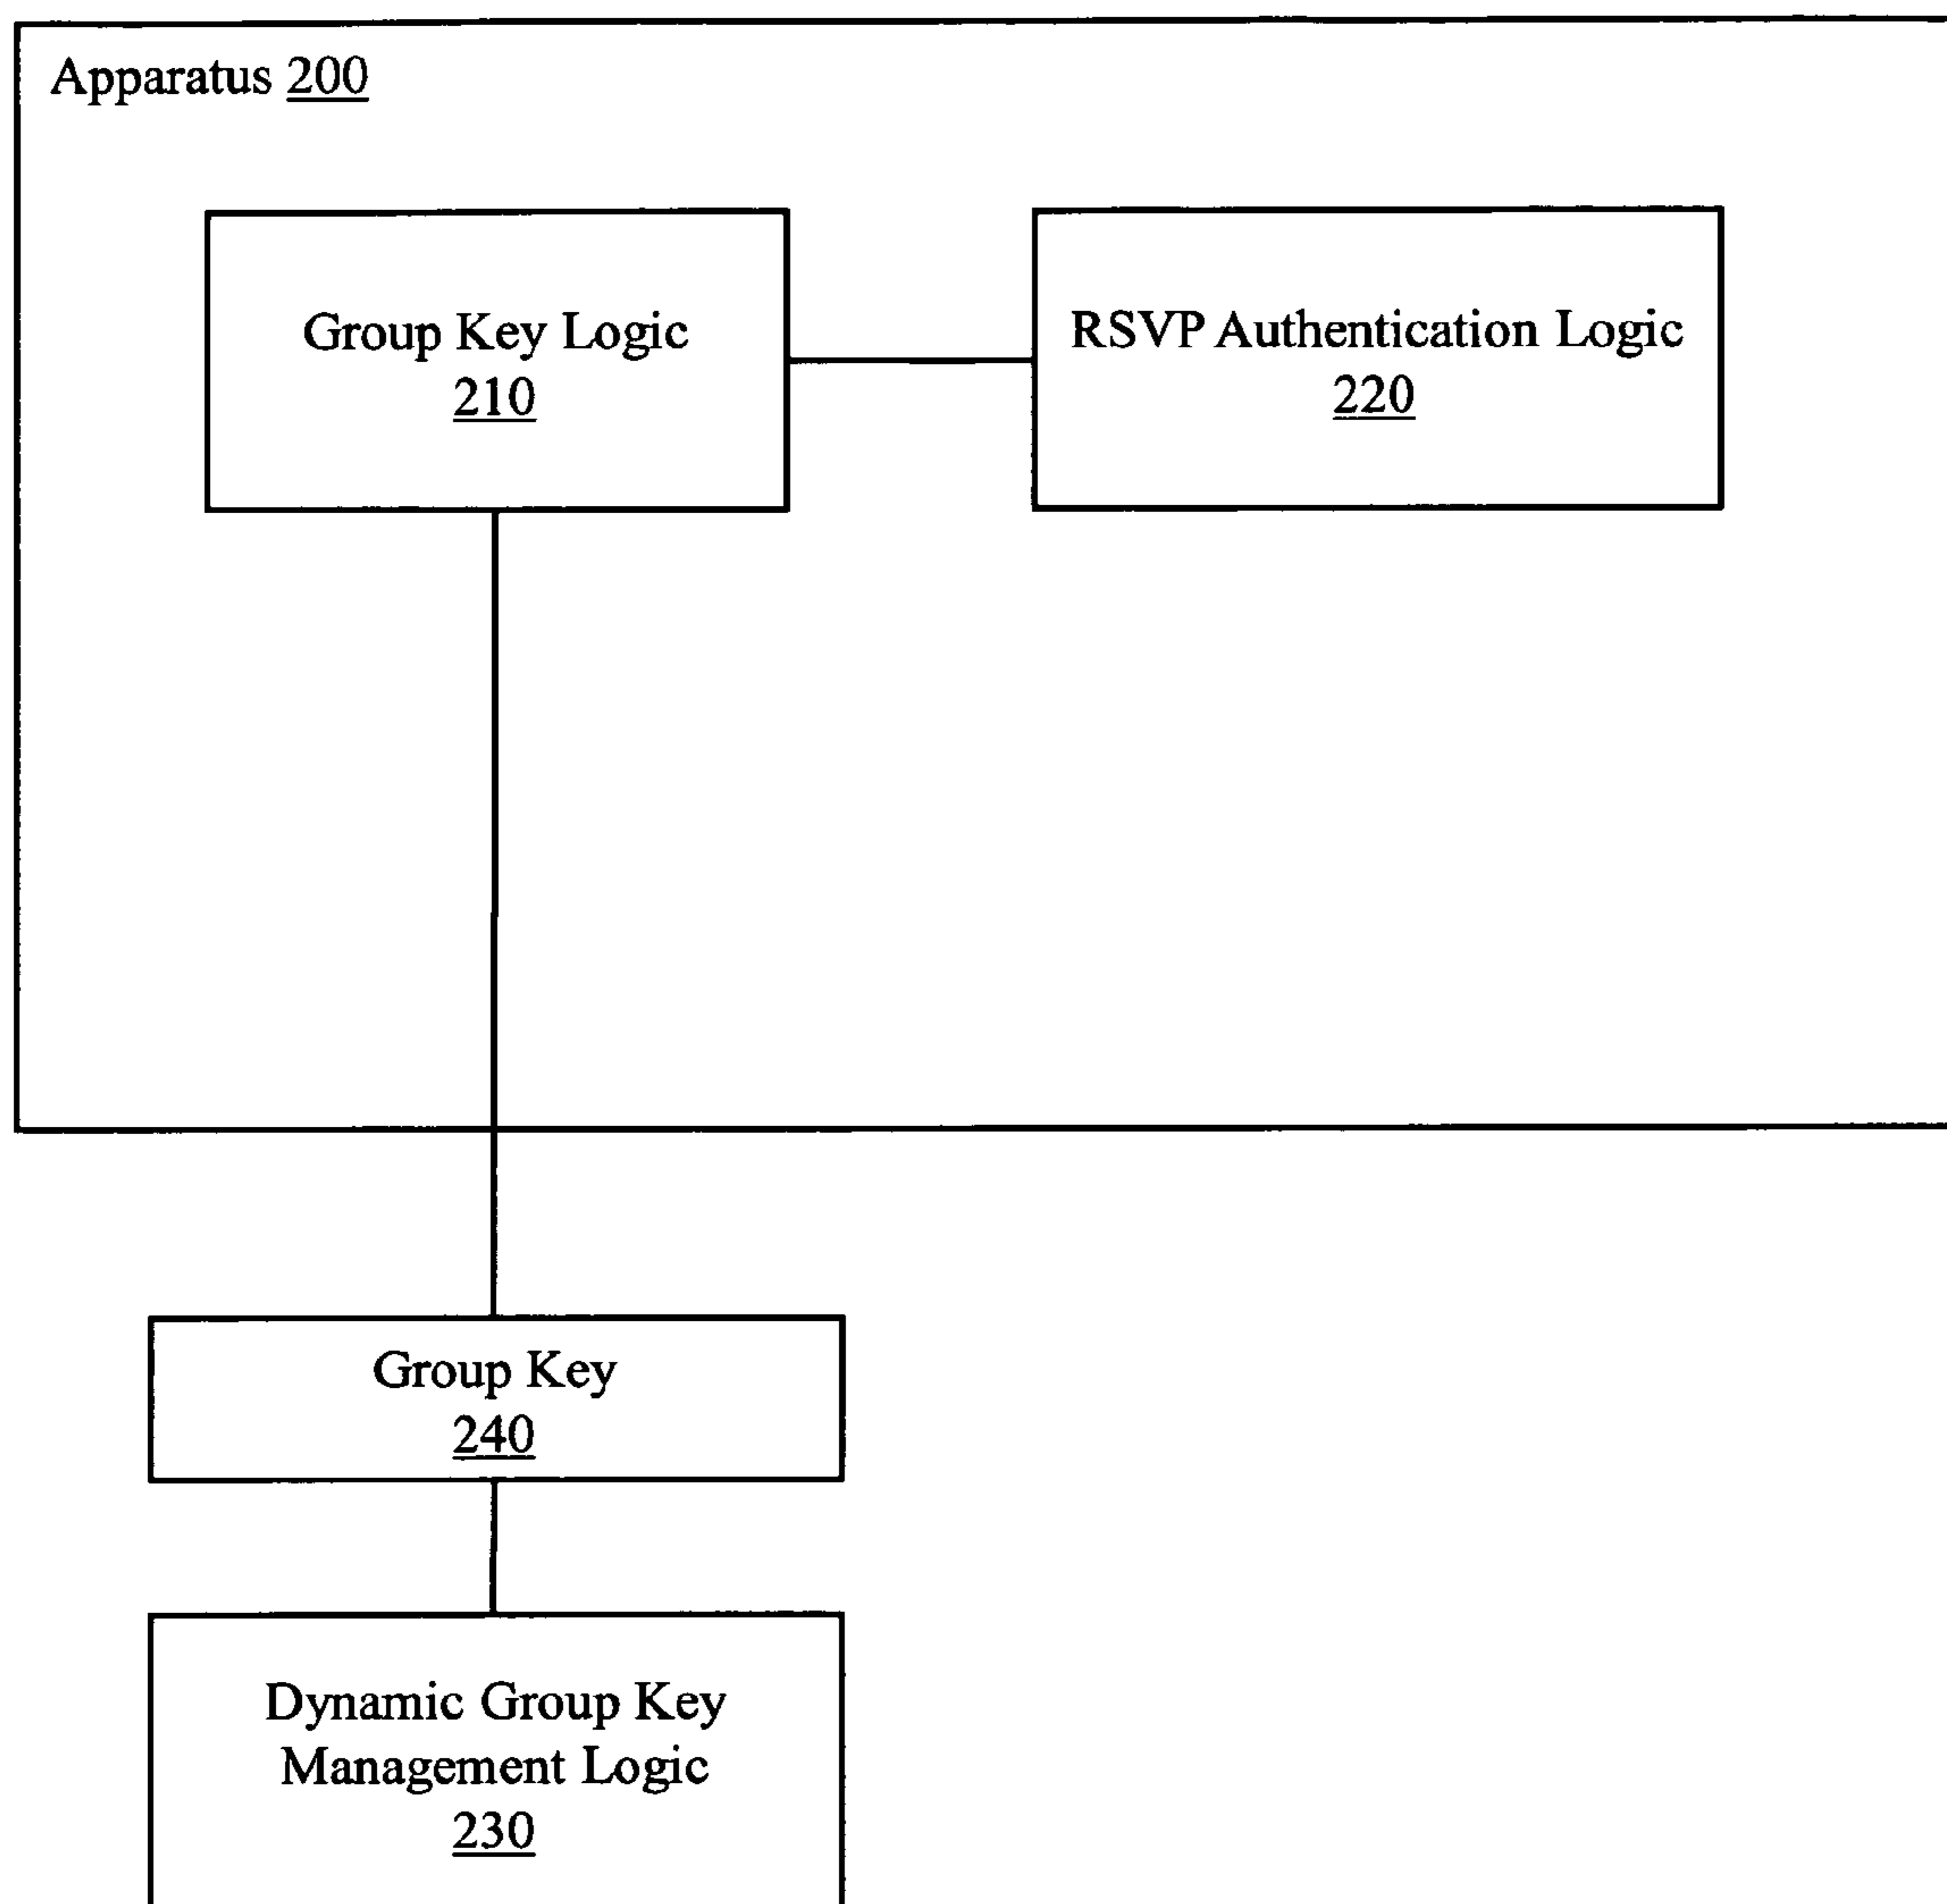 Apparatus 200
Group Key Logic
210
RSVP Authentication Logic
220
Group Key
240
Dynamic Group Key
Management Logic
230